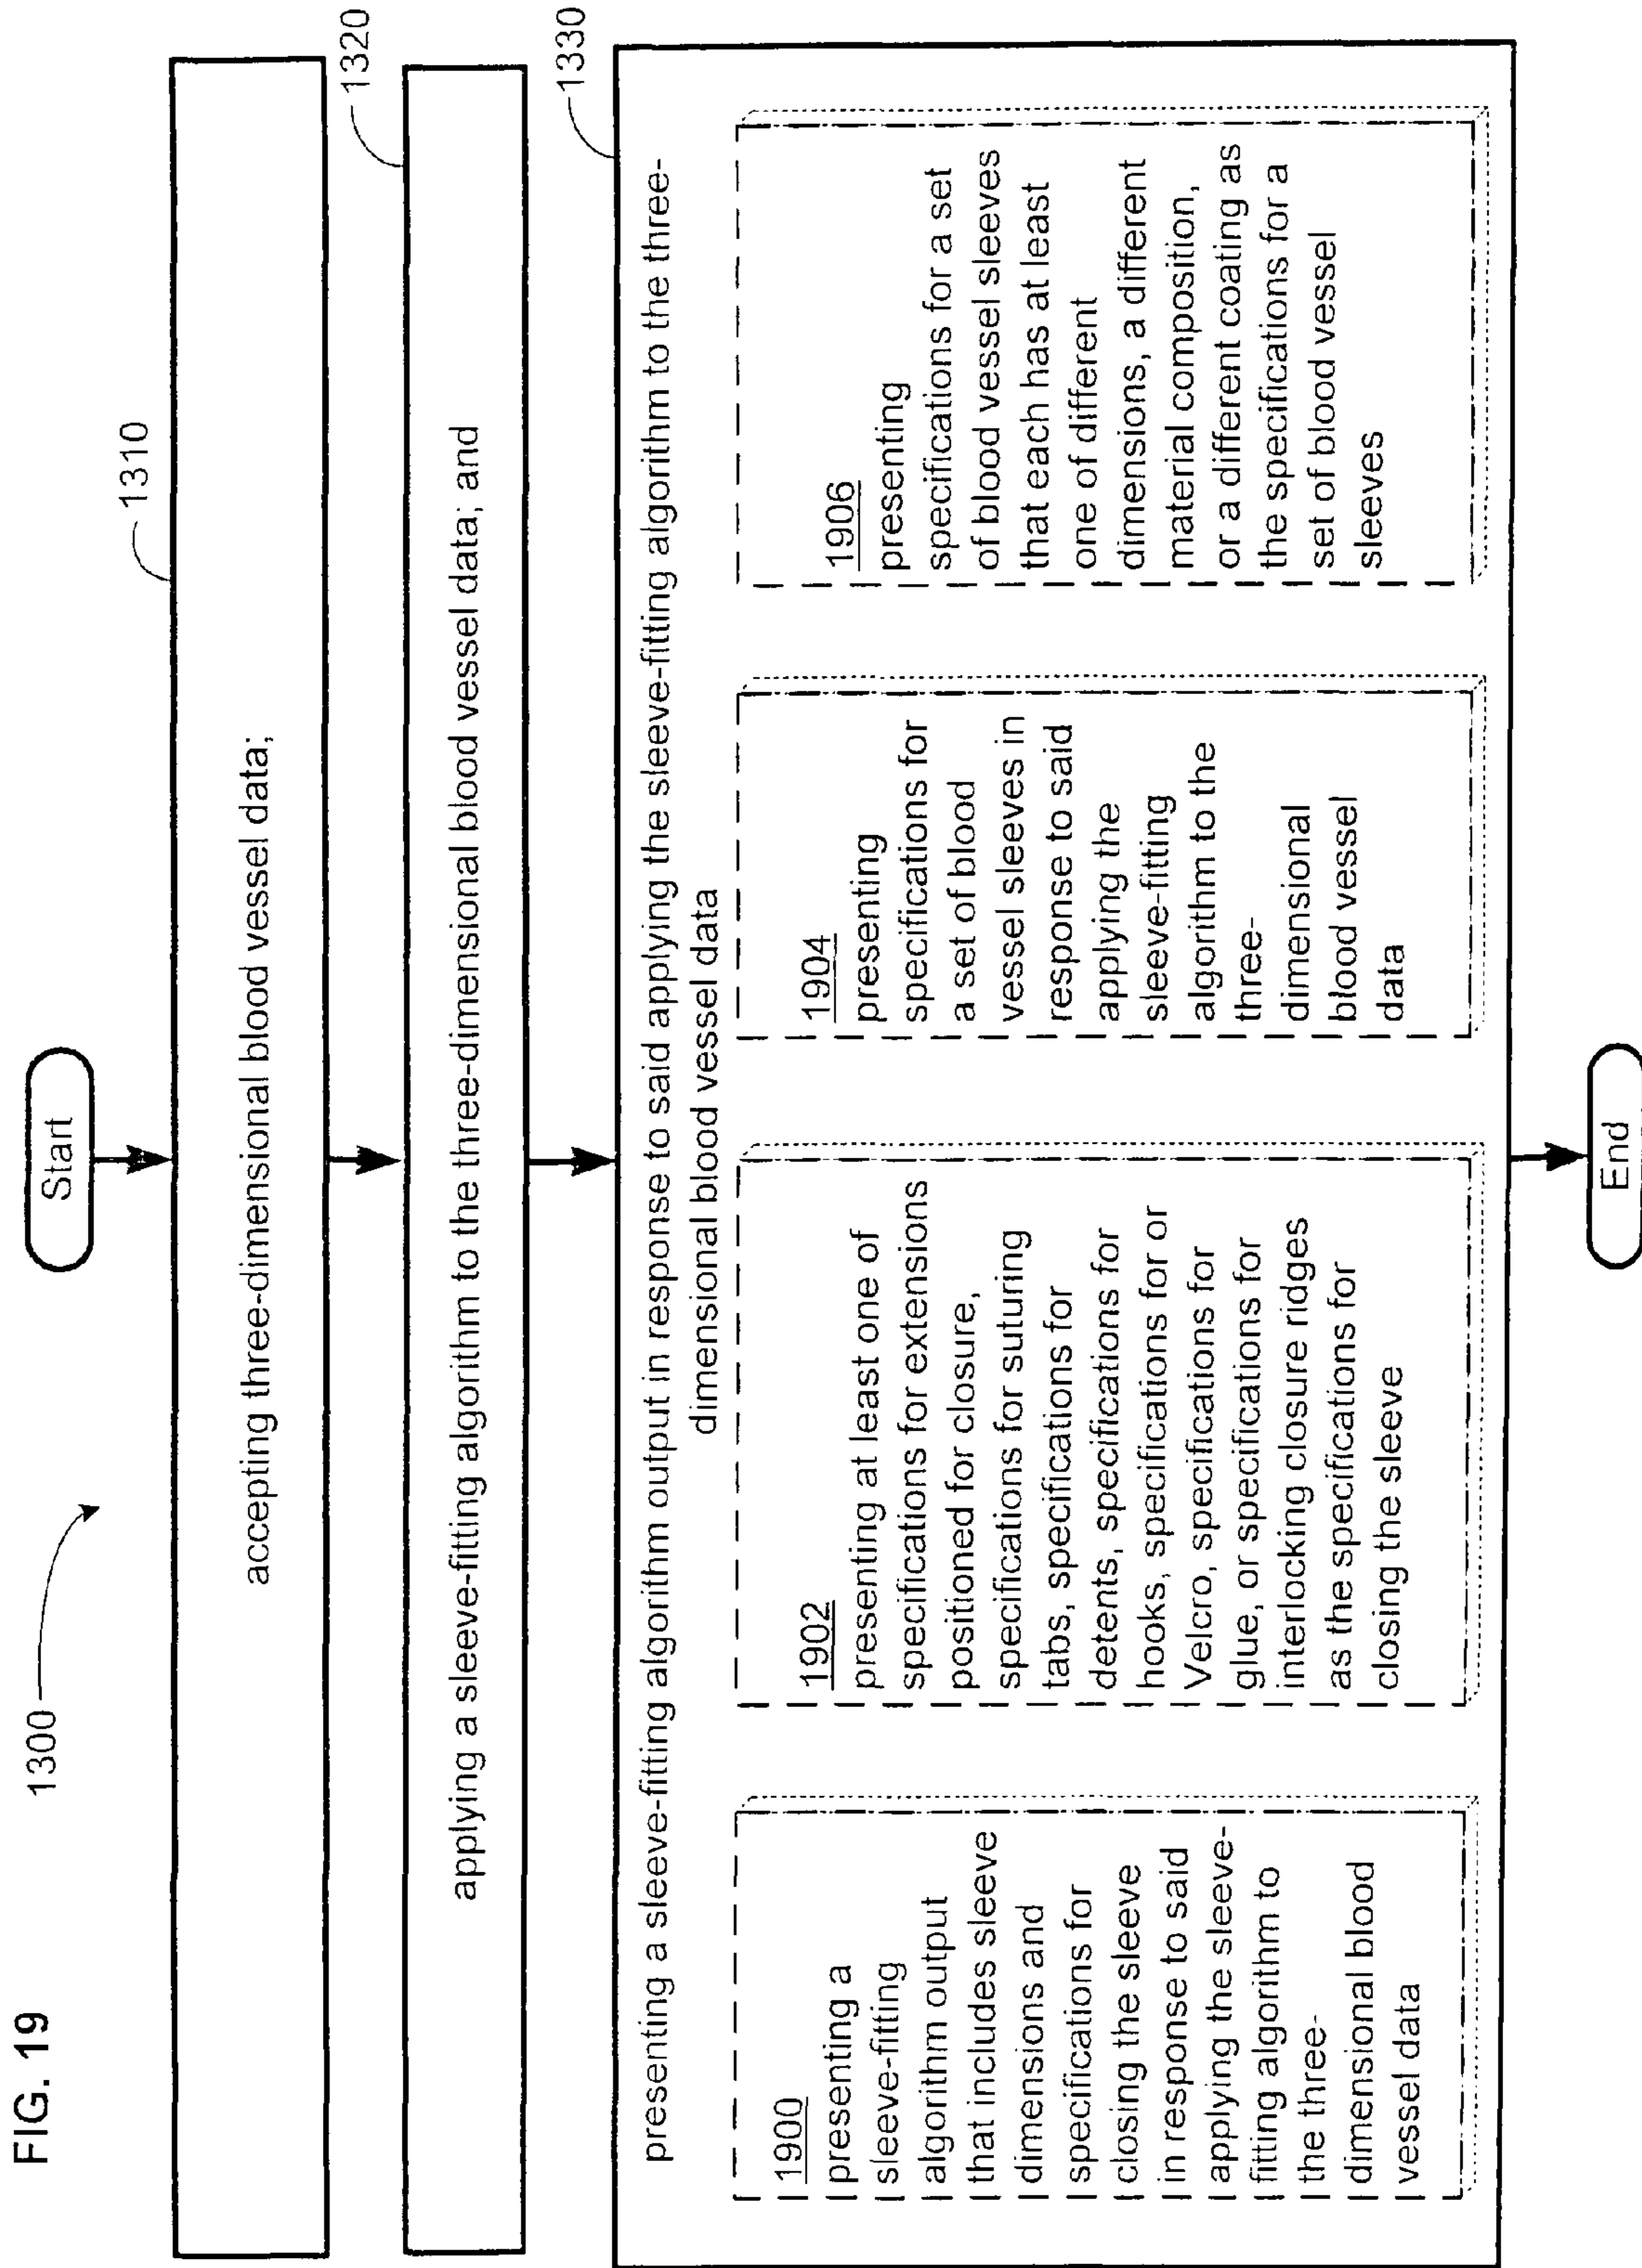 FIG. 19
1300
Start
1310
accepting three-dimensional blood vessel data;
1320
applying a sleeve-fitting algorithm to the three-dimensional blood vessel data; and
1330
presenting a sleeve-fitting algorithm output in response to said applying the sleeve-fitting algorithm to the three-
dimensional blood vessel data
1900
presenting a
sleeve-fitting
algorithm output
that includes sleeve
dimensions and
specifications for
closing the sleeve
in response to said
applying the sleeve-
fitting algorithm to
the three-
dimensional blood
vessel data
1902
presenting at least one of
specifications for extensions
positioned for closure,
specifications for suturing
tabs, specifications for
detents, specifications for
hooks, specifications for or
Velcro, specifications for
glue, or specifications for
interlocking closure ridges
as the specifications for
closing the sleeve
1904
presenting
specifications for
a set of blood
vessel sleeves in
response to said
applying the
sleeve-fitting
algorithm to the
three-
dimensional
blood vessel
data
1906
presenting
specifications for a set
of blood vessel sleeves
that each has at least
one of different
dimensions, a different
material composition,
or a different coating as
the specifications for a
set of blood vessel
sleeves
End